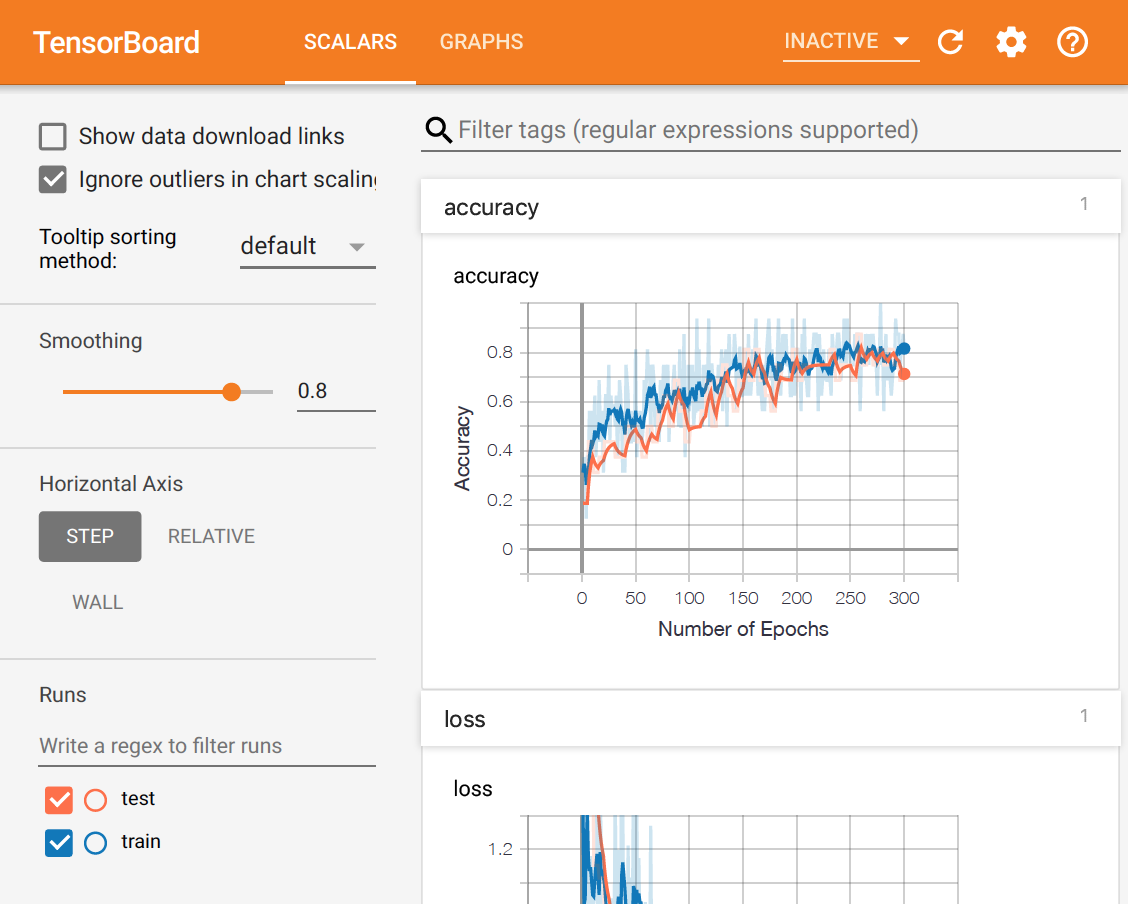 TensorBoard SCALARS GRAPHS INACTIVE
Show data download links
Ignore outliers in chart scaling
Tooltip sorting
method:
default
Smoothing
0.8
Horizontal Axis
STEP RELATIVE
WALL
Runs
Write a regex to filter runs
test
train
Filter tags (regular expressions supported)
accuracy 1
accuracy
0.8
0.6
0.4
0.2
0
Accuracy
0 50 100 150 200 250 300
Number of Epochs
loss 1
loss
1.2